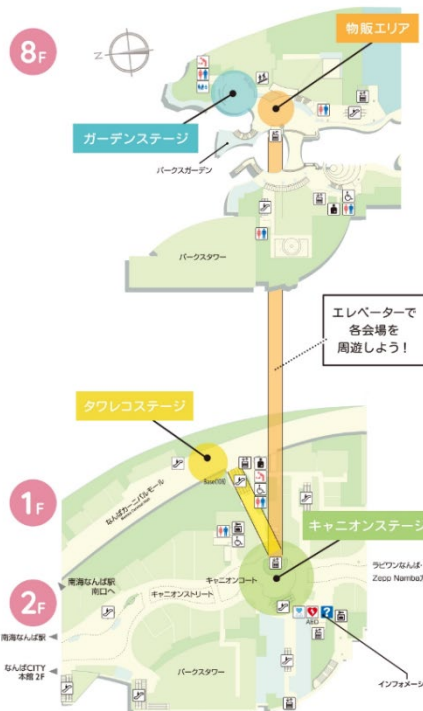 8F
N
物販エリア
ガーデンステージ
パークスガーデン
パークスタワー
エレベーターで
各会場を
周遊しよう！
タワレコステージ
なんばカーニバルモール
1F
キャニオンステージ
南海なんば駅
南口へ
キャニオンコート
キャニオンストリート
ラピワンなんば・
Zepp Namba
2F
南海なんば駅
AED
?
なんばCITY
本館 2F
パークスタワー
インフォメーシ